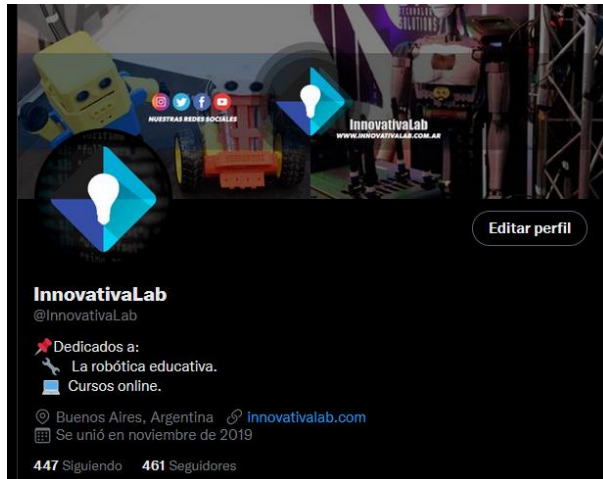 SOLUTIONS
NUESTRAS REDES SOCIALES
InnovativaLab
WWW.INNOVATIVALAB.COM.AR
Editar perfil
InnovativaLab
@InnovativaLab
📌Dedicados a:
🔧 La robótica educativa.
💻 Cursos online.
Buenos Aires, Argentina innovativalab.com
Se unió en noviembre de 2019
447 Siguiendo 461 Seguidores